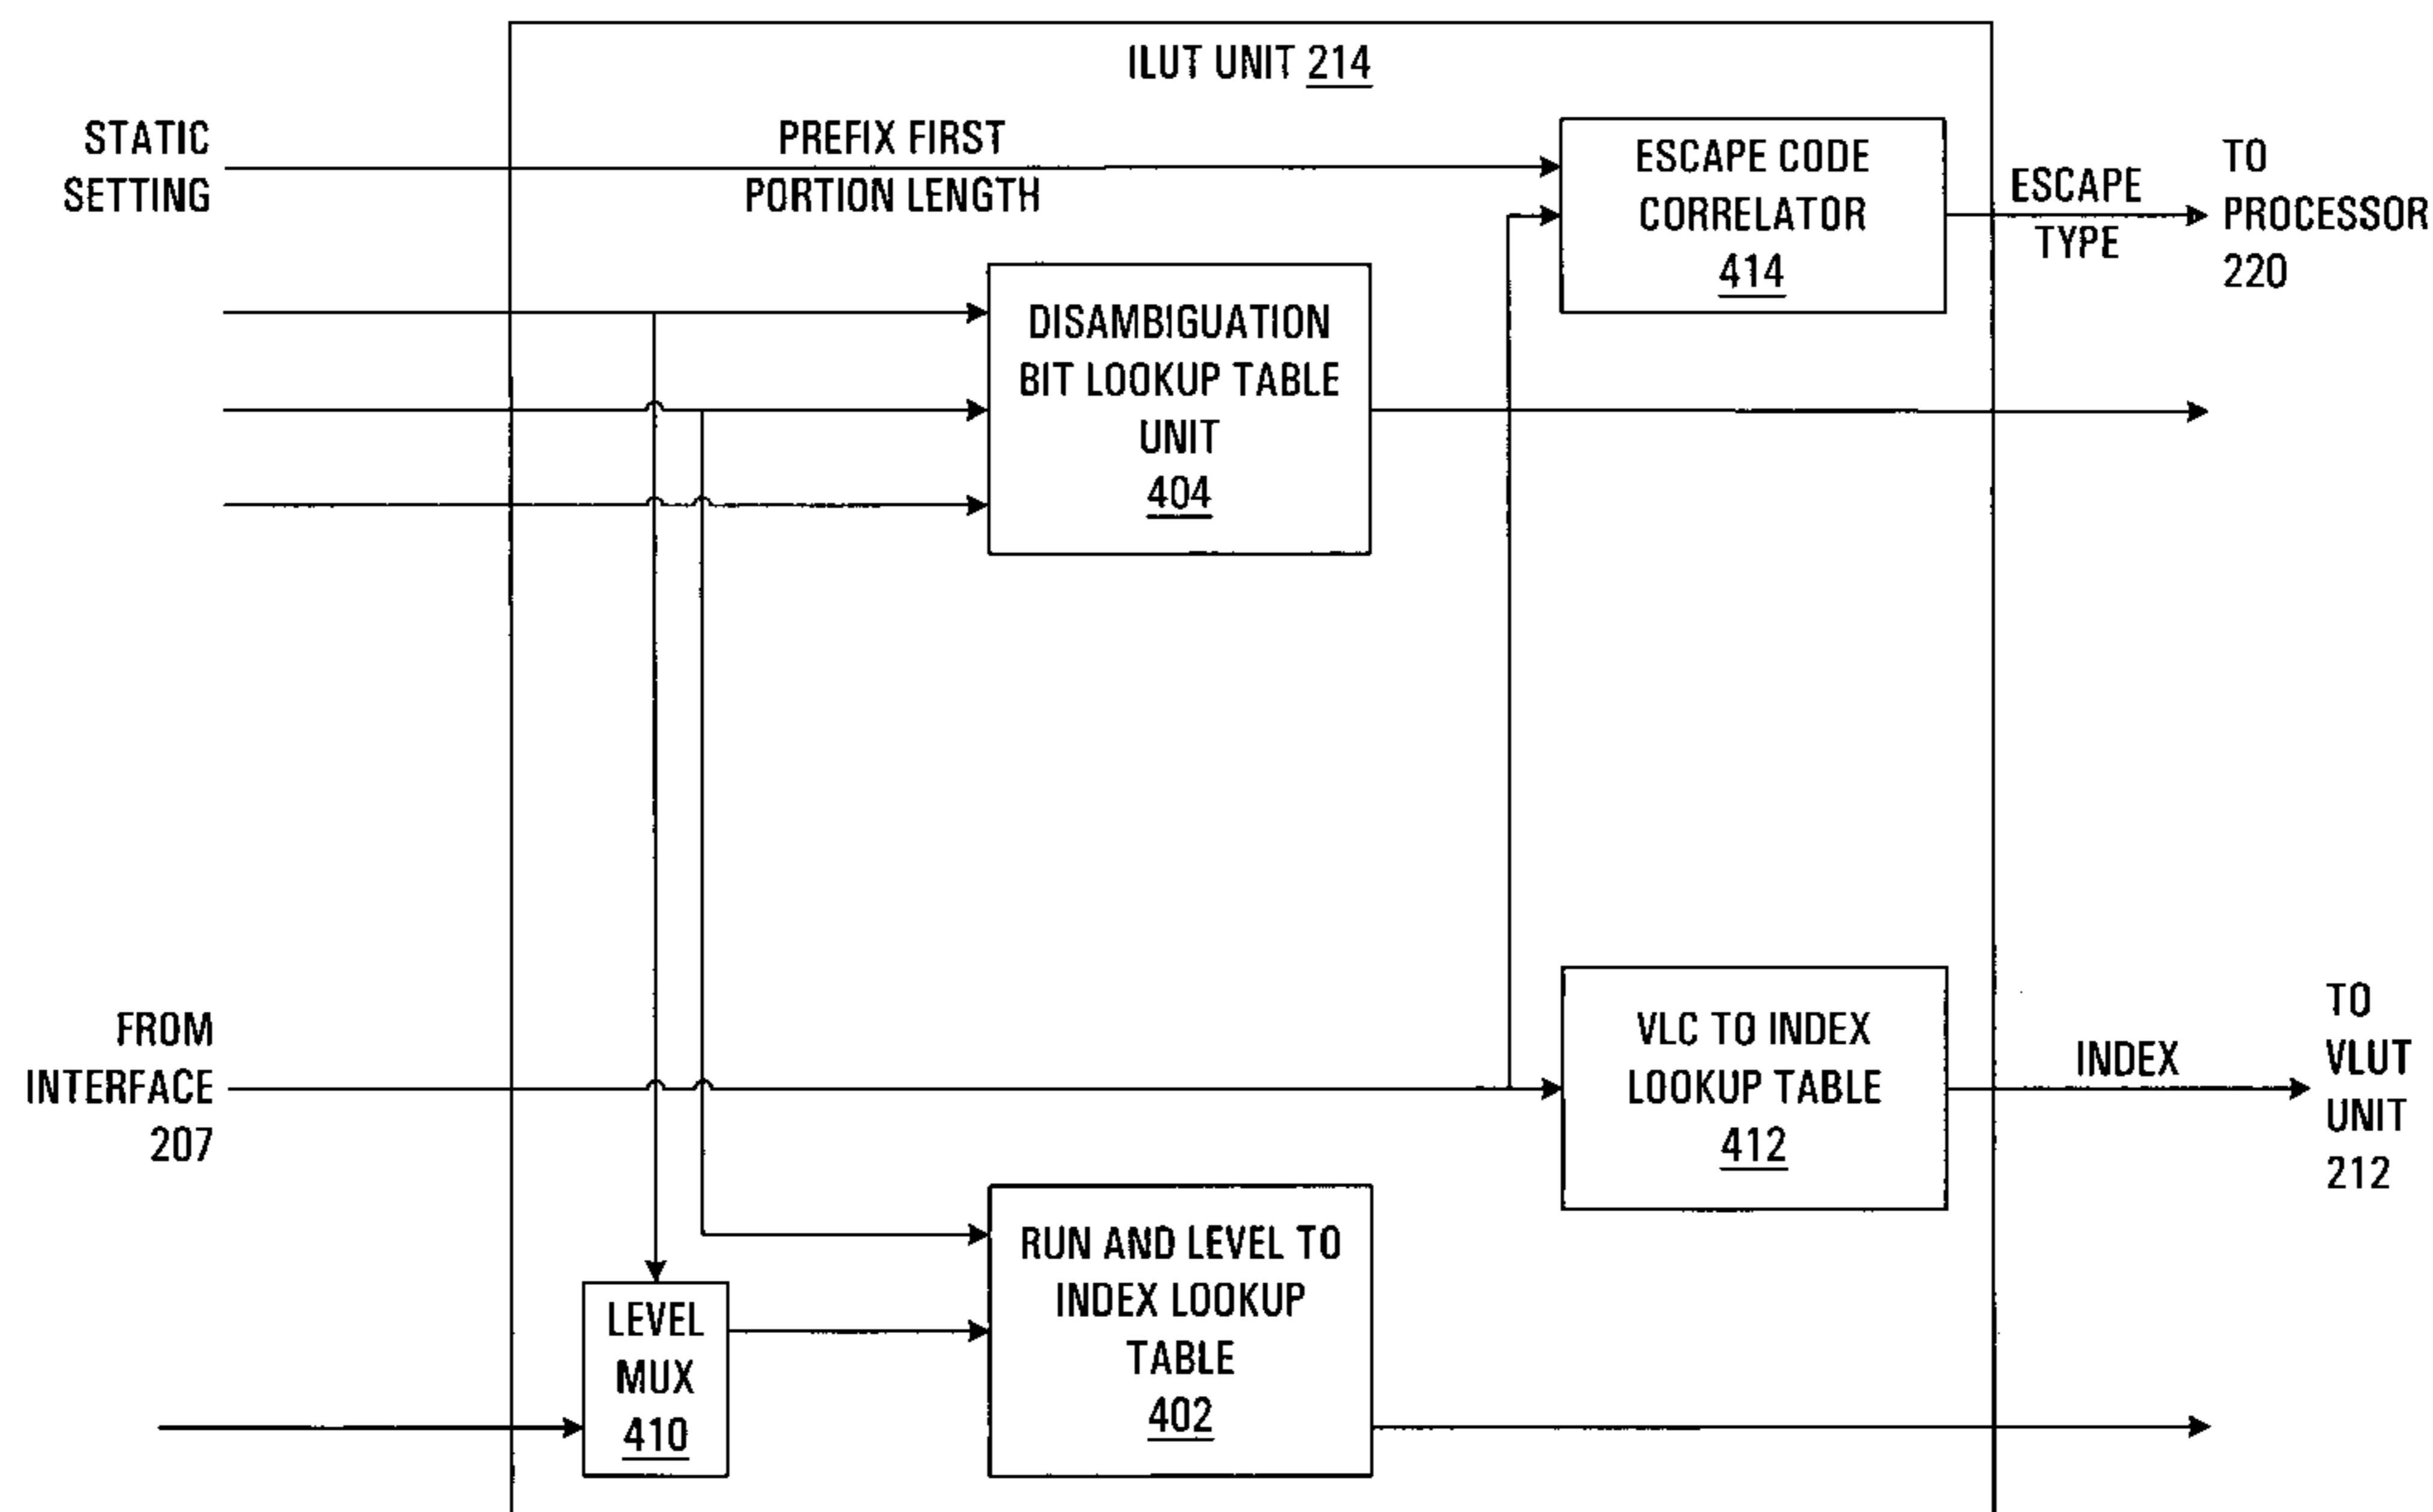 ILUT UNIT 214
STATIC
SETTING
PREFIX FIRST
PORTION LENGTH
ESCAPE CODE
CORRELATOR
414
ESCAPE
TYPE
TO
PROCESSOR
220
DISAMBIGUATION
BIT LOOKUP TABLE
UNIT
404
FROM
INTERFACE
207
VLC TO INDEX
LOOKUP TABLE
412
INDEX
TO
VLUT
UNIT
212
LEVEL
MUX
410
RUN AND LEVEL TO
INDEX LOOKUP
TABLE
402